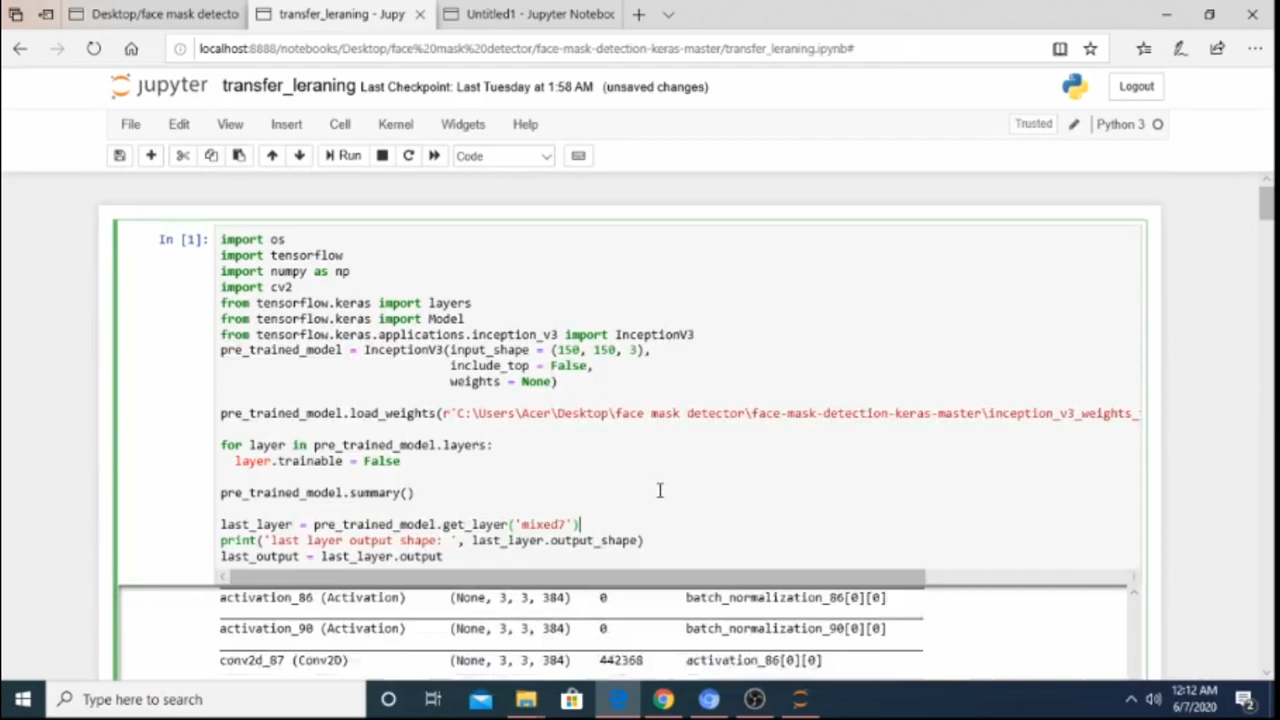 Desktop/face mask detecto
transfer_leraning - Jupy
Untitled1 - Jupyter Noteboo
localhost:8888/notebooks/Desktop/face%20mask%20detector/face-mask-detection-keras-master/transfer_leraning.ipynb#
jupyter transfer_leraning Last Checkpoint: Last Tuesday at 1:58 AM (unsaved changes)
Logout
File Edit View Insert Cell Kernel Widgets Help
Trusted Python 3
Run Code
In [1]:
import os
import tensorflow
import numpy as np
import cv2
from tensorflow.keras import layers
from tensorflow.keras import Model
from tensorflow.keras.applications.inception_v3 import InceptionV3
pre_trained_model = InceptionV3(input_shape = (150, 150, 3),
include_top = False,
weights = None)
pre_trained_model.load_weights(r'C:\Users\Acer\Desktop\face mask detector\face-mask-detection-keras-master\inception_v3_weights_
for layer in pre_trained_model.layers:
layer.trainable = False
pre_trained_model.summary()
last_layer = pre_trained_model.get_layer('mixed7')
print('last layer output shape: ', last_layer.output_shape)
last_output = last_layer.output
activation_86 (Activation) (None, 3, 3, 384) 0 batch_normalization_86[0][0]
activation_90 (Activation) (None, 3, 3, 384) 0 batch_normalization_90[0][0]
conv2d_87 (Conv2D) (None, 3, 3, 384) 442368 activation_86[0][0]
Type here to search
12:12 AM
6/7/2020
2